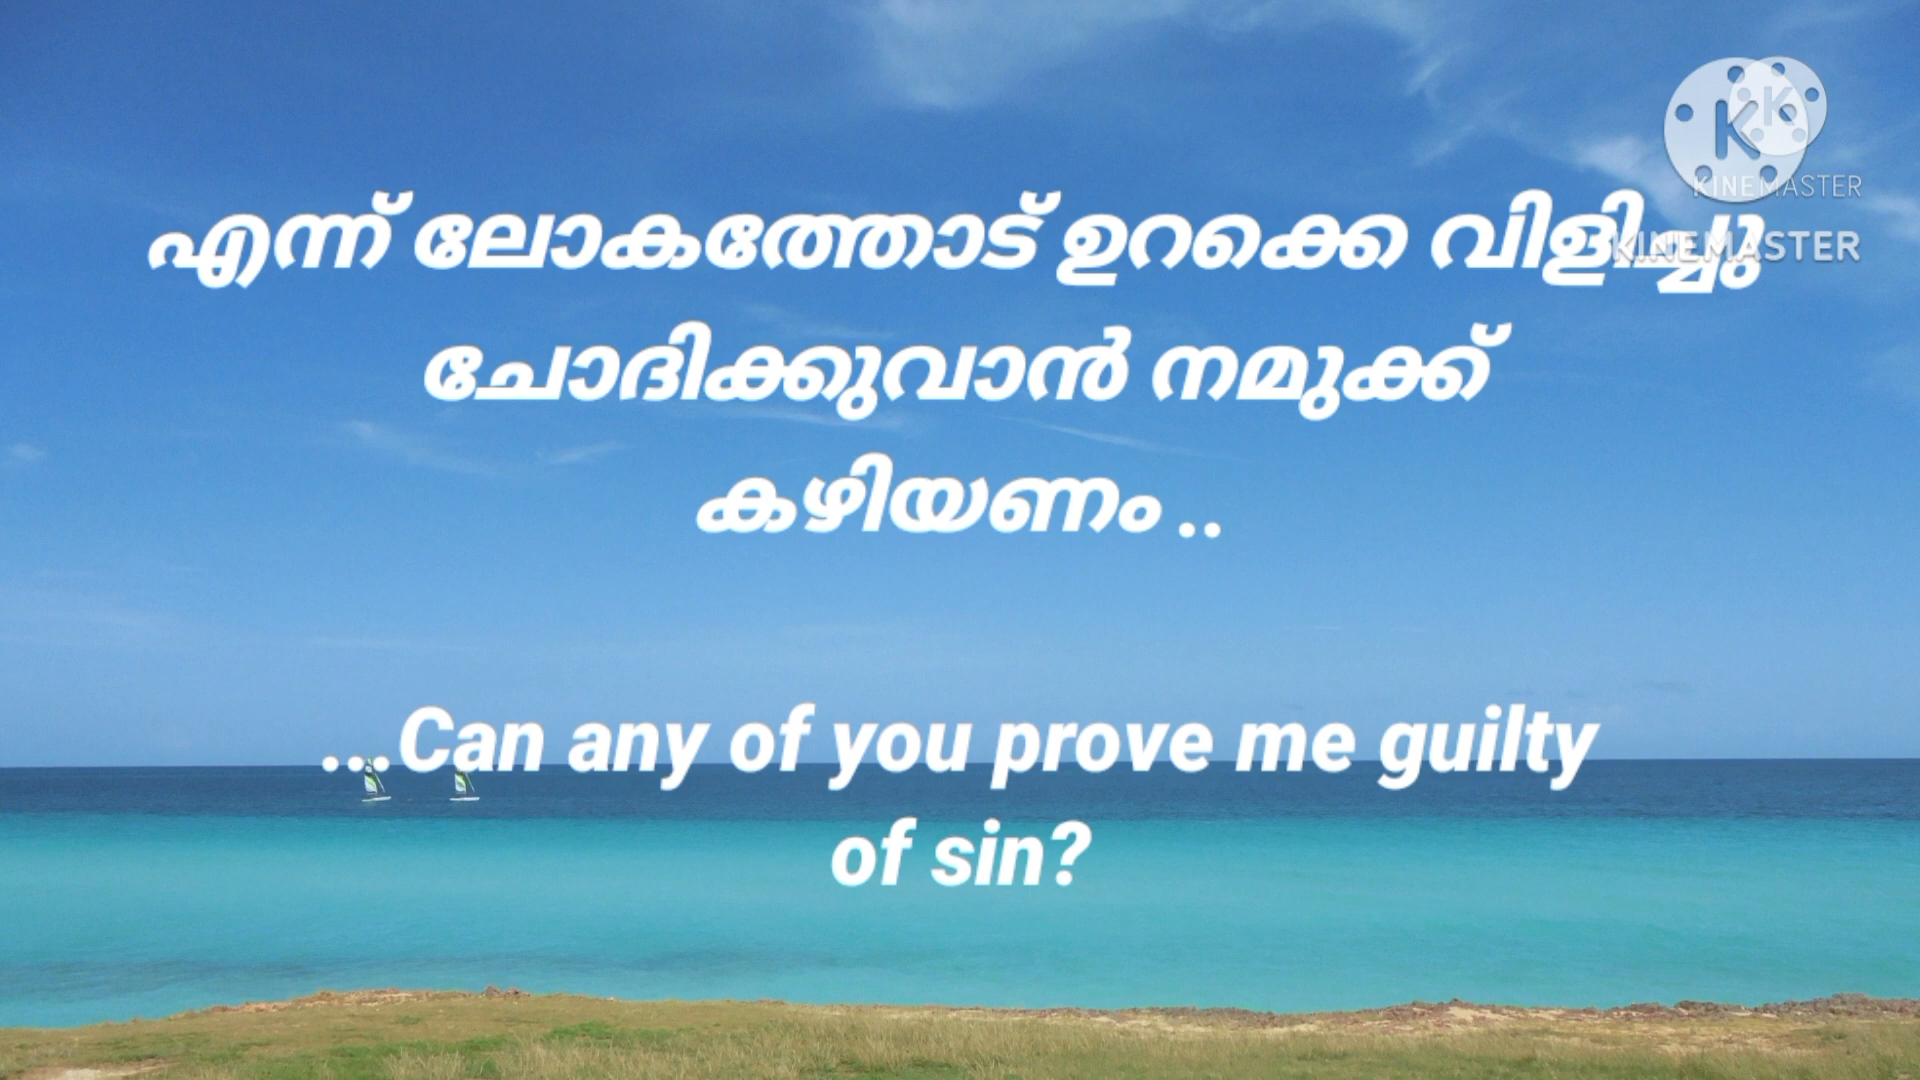 KINEMASTER
KINEMASTER
എന്ന് ലോകത്തോട് ഉറക്കെ വിളിച്ചു
ചോദിക്കുവാൻ നമുക്ക്
കഴിയണം ..
...Can any of you prove me guilty
of sin?